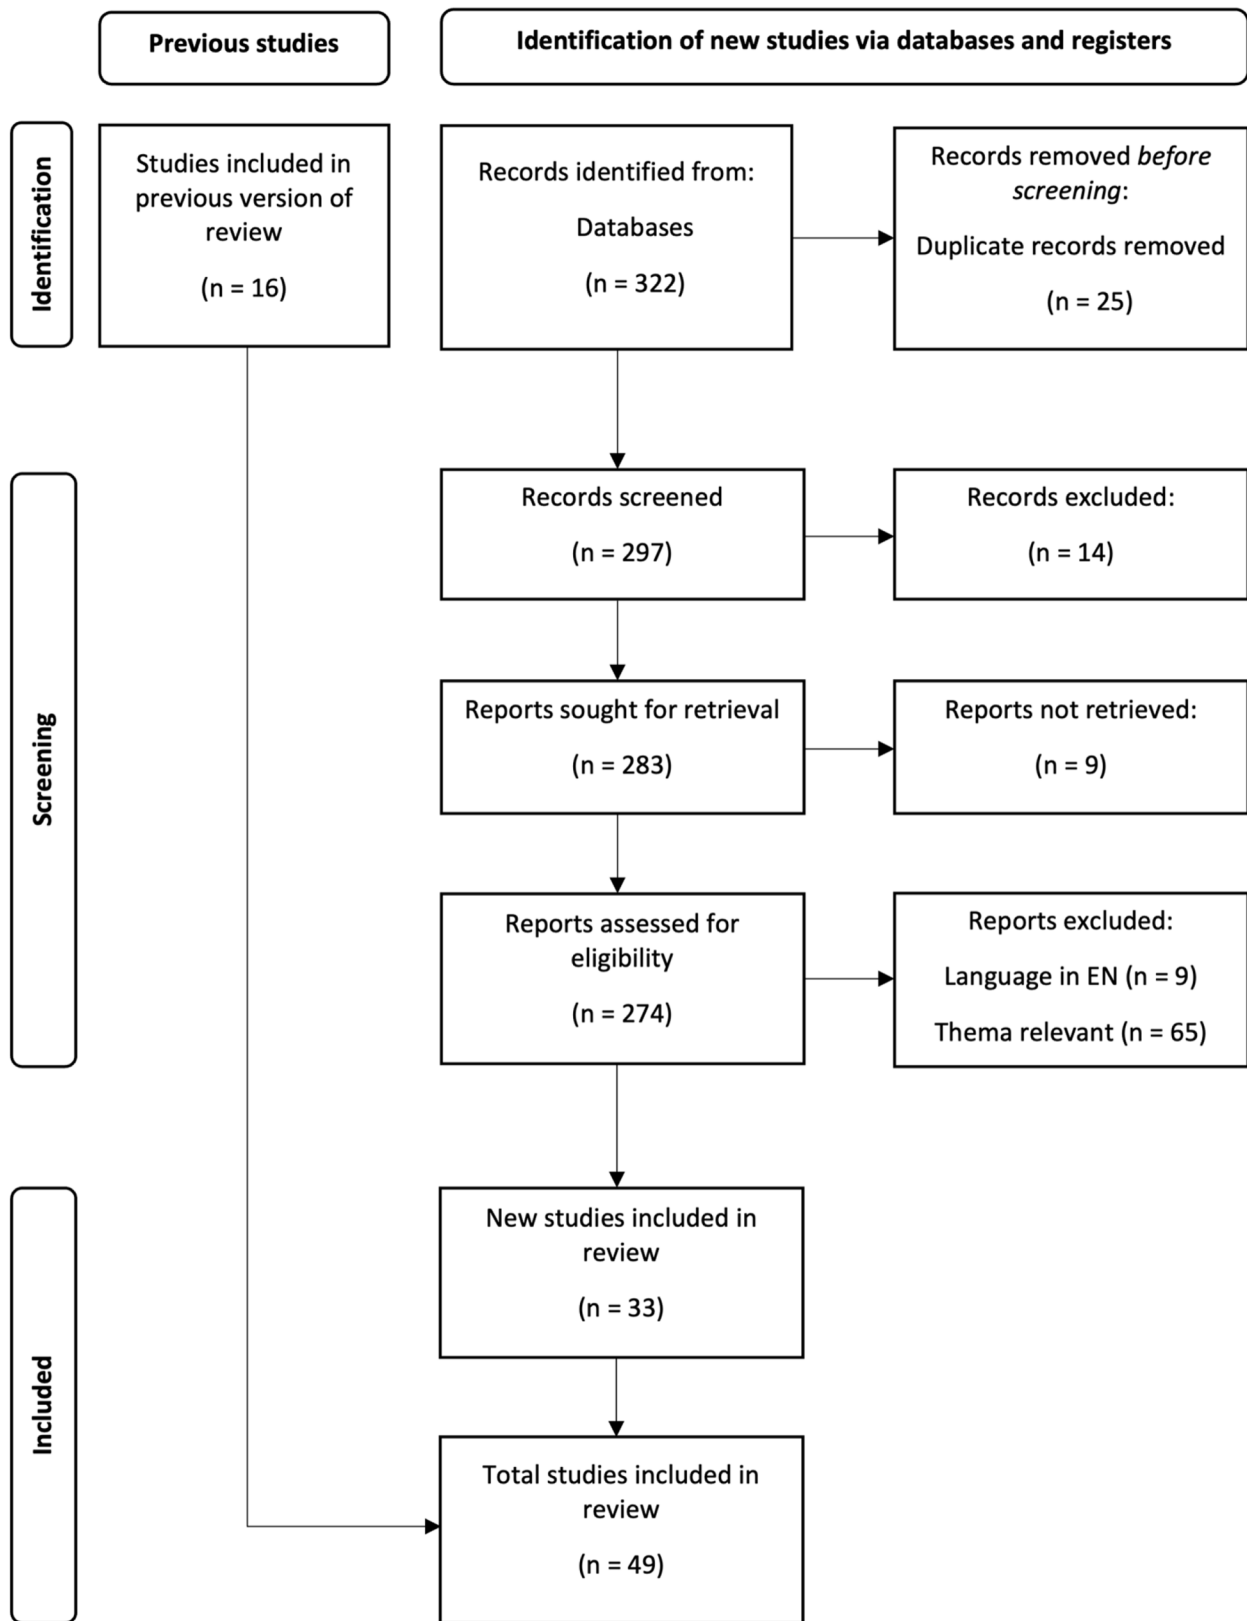 Previous studies
Identification of new studies via databases and registers
Identification
Studies included in
previous version of
review
(n = 16)
Records identified from:
Databases
(n = 322)
Records removed before
screening:
Duplicate records removed
(n = 25)
Screening
Records screened
(n = 297)
Records excluded:
(n = 14)
Reports sought for retrieval
(n = 283)
Reports not retrieved:
(n = 9)
Reports assessed for
eligibility
(n = 274)
Reports excluded:
Language in EN (n = 9)
Thema relevant (n = 65)
Included
New studies included in
review
(n = 33)
Total studies included in
review
(n = 49)